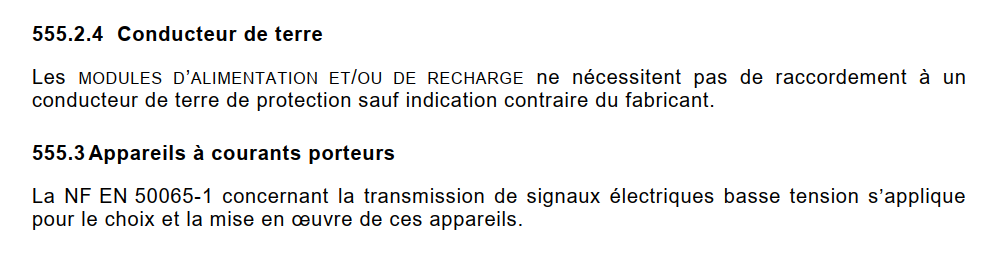 555.2.4 Conducteur de terre
Les MODULES D’ALIMENTATION ET/OU DE RECHARGE ne nécessitent pas de raccordement à un
conducteur de terre de protection sauf indication contraire du fabricant.
555.3 Appareils à courants porteurs
La NF EN 50065-1 concernant la transmission de signaux électriques basse tension s’applique
pour le choix et la mise en œuvre de ces appareils.